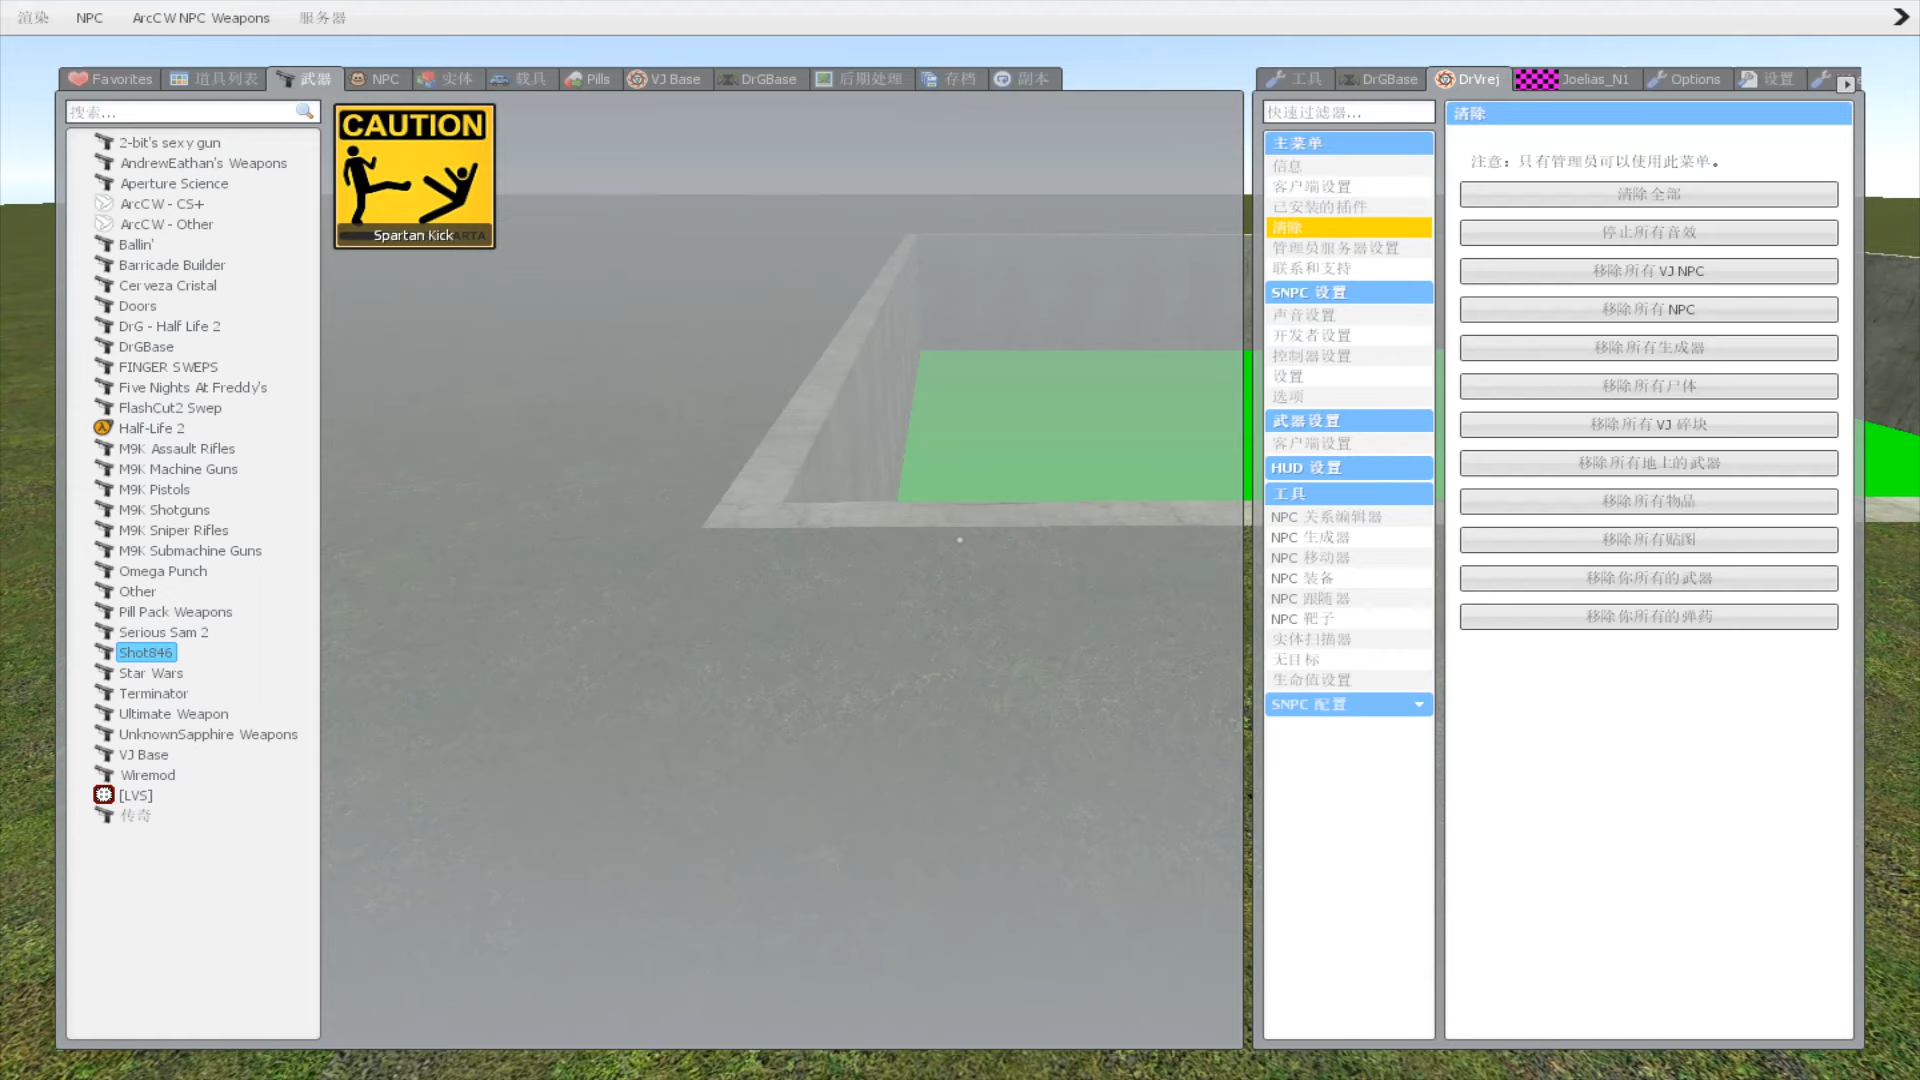 渲染 NPC ArcCW NPC Weapons 服务器
Favorites 道具列表 武器 NPC 实体 载具 Pills VJ Base DrGBase 后期处理 存档 副本
搜索...
2-bit's sexy gun
AndrewEathan's Weapons
Aperture Science
ArcCW - CS+
ArcCW - Other
Ballin'
Barricade Builder
Cerveza Cristal
Doors
DrG - Half Life 2
DrGBase
FINGER SWEPS
Five Nights At Freddy's
FlashCut2 Swep
Half-Life 2
M9K Assault Rifles
M9K Machine Guns
M9K Pistols
M9K Shotguns
M9K Sniper Rifles
M9K Submachine Guns
Omega Punch
Other
Pill Pack Weapons
Serious Sam 2
Shot846
Star Wars
Terminator
Ultimate Weapon
UnknownSapphire Weapons
VJ Base
Wiremod
[LVS]
传奇
CAUTION
Spartan Kick
工具 DrGBase DrVrej Joelias_N1 Options 设置
快速过滤器...
主菜单
信息
客户端设置
已安装的插件
清除
管理员服务器设置
联系和支持
SNPC 设置
声音设置
开发者设置
控制器设置
设置
选项
武器设置
客户端设置
HUD 设置
工具
NPC 关系编辑器
NPC 生成器
NPC 移动器
NPC 装备
NPC 跟随器
NPC 靶子
实体扫描器
无目标
生命值设置
SNPC 配置
清除
注意：只有管理员可以使用此菜单。
清除全部
停止所有音效
移除所有 VJ NPC
移除所有 NPC
移除所有生成器
移除所有尸体
移除所有 VJ 碎块
移除所有地上的武器
移除所有物品
移除所有贴图
移除你所有的武器
移除你所有的弹药